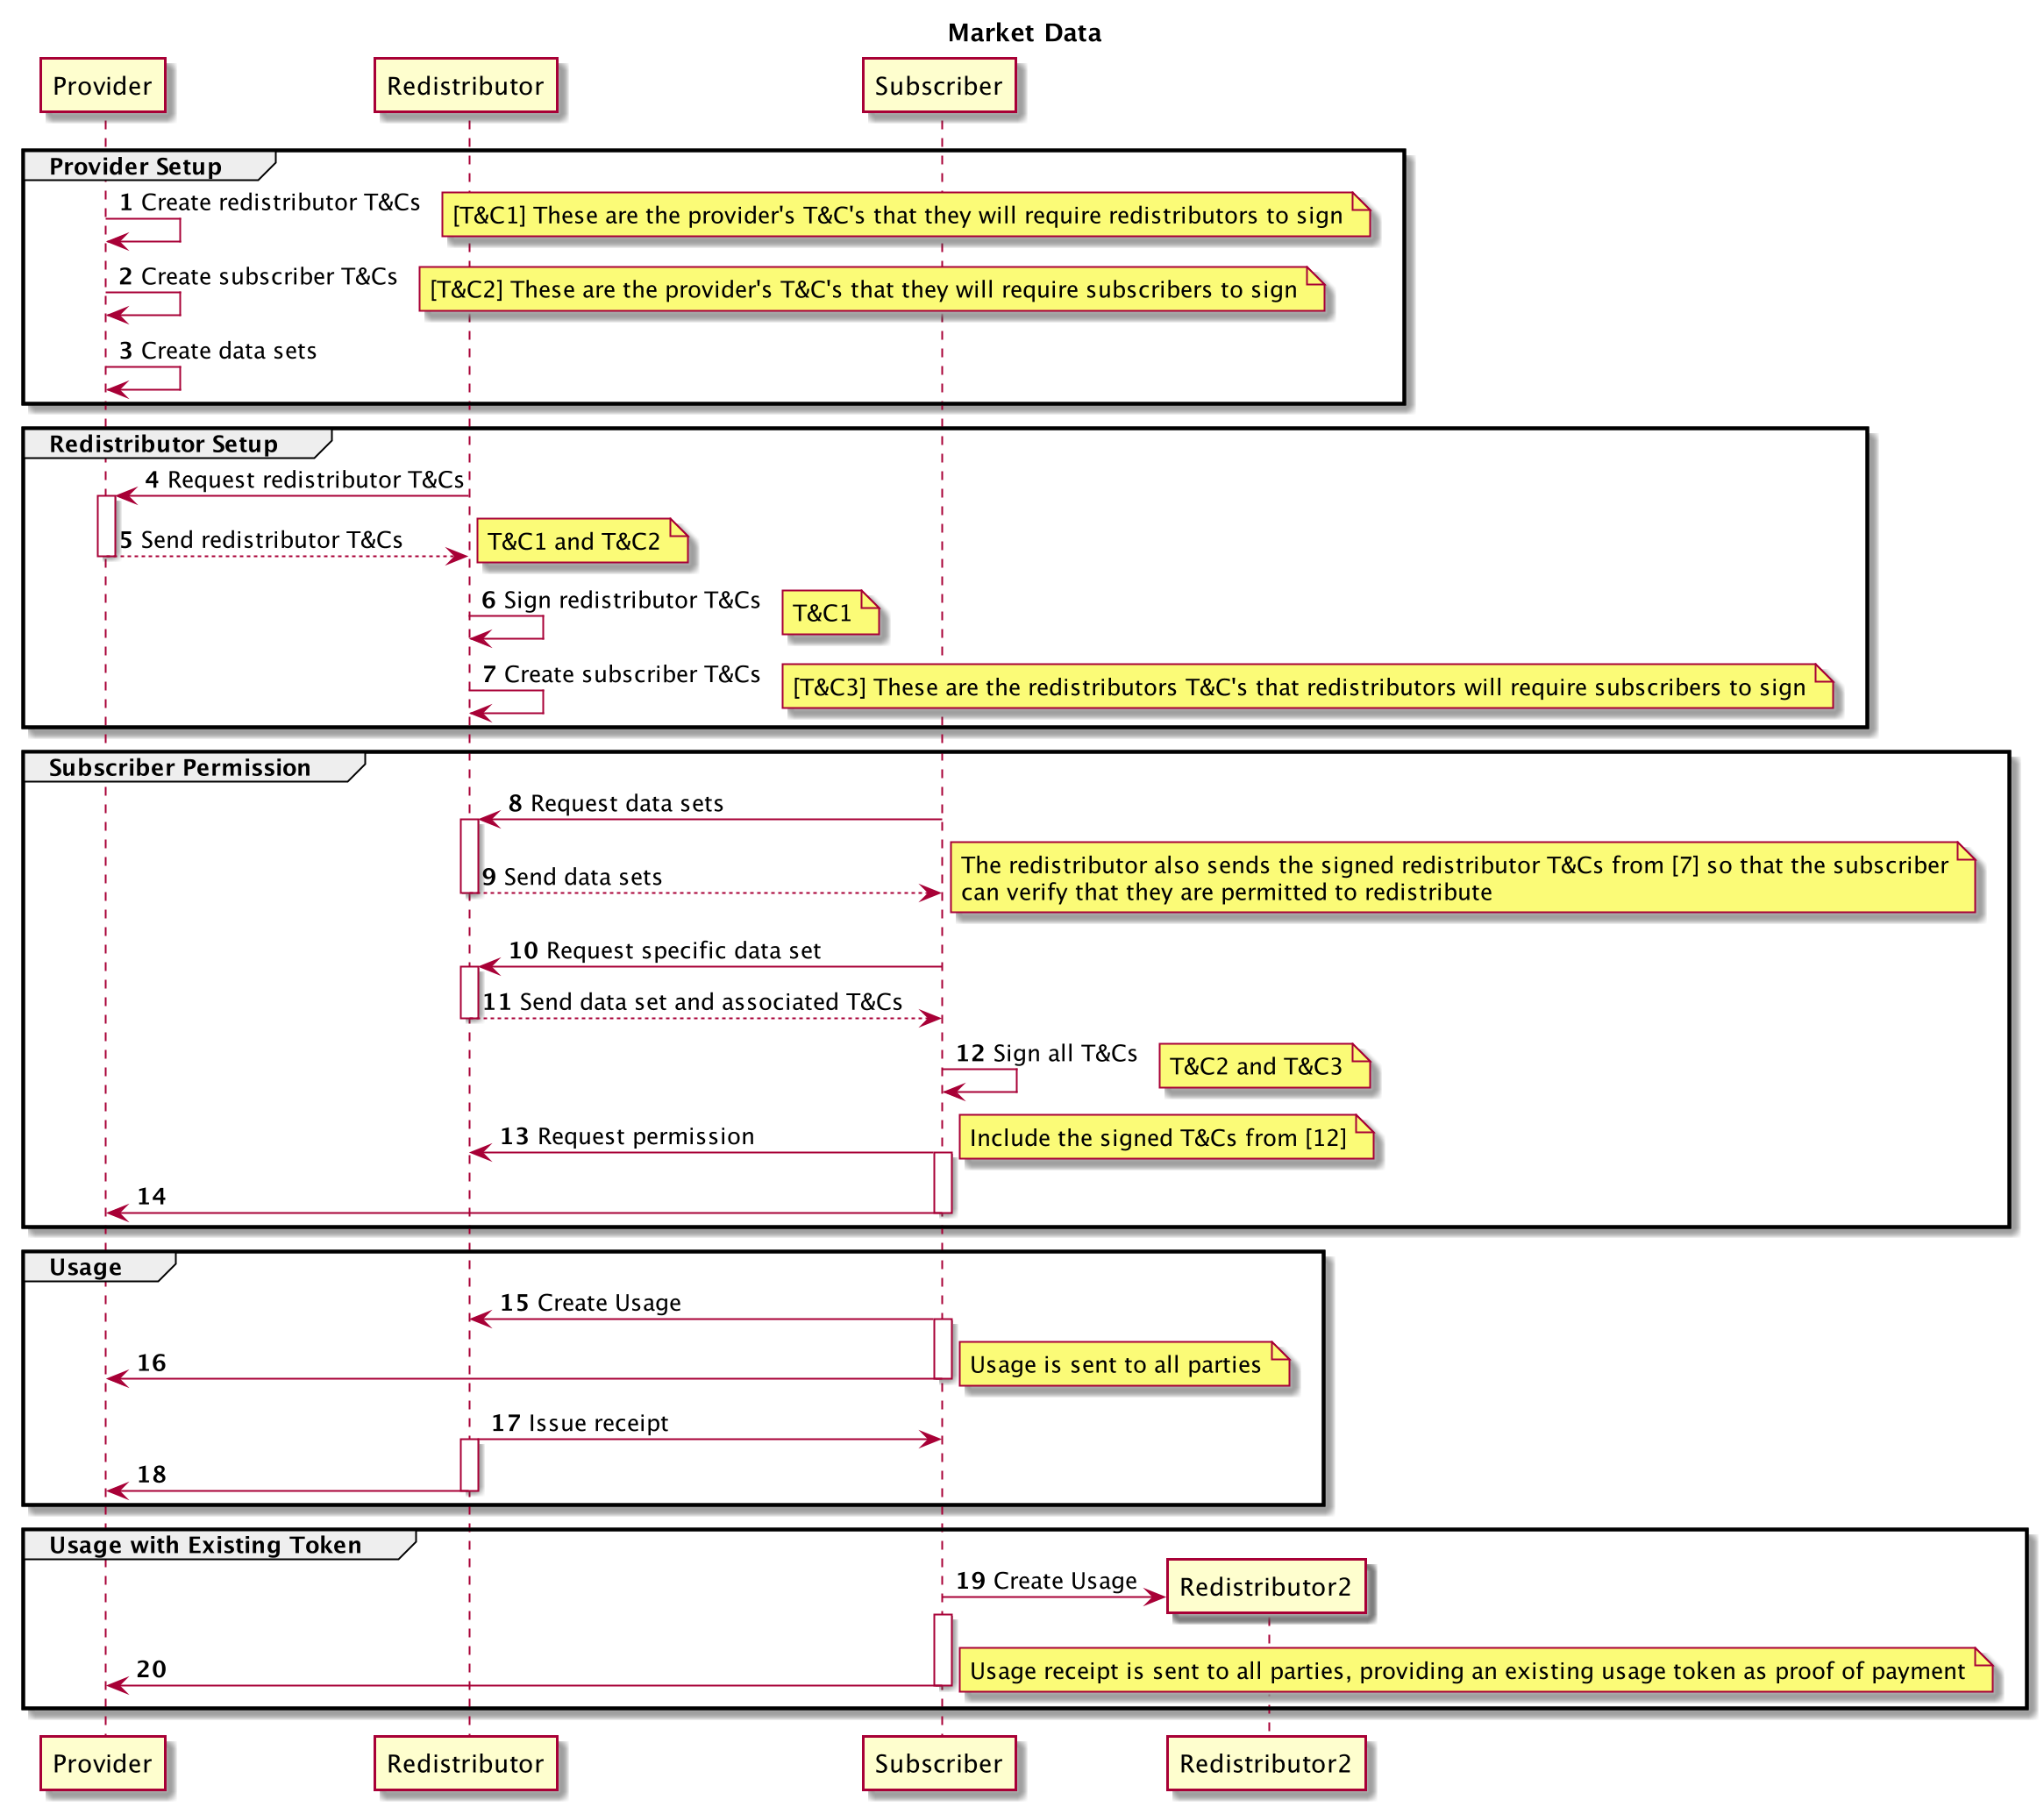 Market Data
Provider
Redistributor
Subscriber
Provider Setup
1 Create redistributor T&Cs
[T&C1] These are the provider's T&C's that they will require redistributors to sign
2 Create subscriber T&Cs
[T&C2] These are the provider's T&C's that they will require subscribers to sign
3 Create data sets
Redistributor Setup
4 Request redistributor T&Cs
5 Send redistributor T&Cs
T&C1 and T&C2
6 Sign redistributor T&Cs
T&C1
7 Create subscriber T&Cs
[T&C3] These are the redistributors T&C's that redistributors will require subscribers to sign
Subscriber Permission
8 Request data sets
9 Send data sets
The redistributor also sends the signed redistributor T&Cs from [7] so that the subscriber
can verify that they are permitted to redistribute
10 Request specific data set
11 Send data set and associated T&Cs
12 Sign all T&Cs
T&C2 and T&C3
13 Request permission
Include the signed T&Cs from [12]
14
Usage
15 Create Usage
16
Usage is sent to all parties
17 Issue receipt
18
Usage with Existing Token
19 Create Usage
Redistributor2
20
Usage receipt is sent to all parties, providing an existing usage token as proof of payment
Provider
Redistributor
Subscriber
Redistributor2